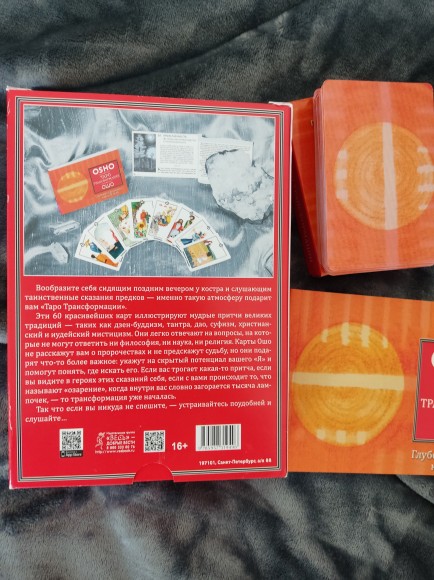 OSHO
ОШО
Вообразите себя сидящим поздним вечером у костра и слушающим
таинственные сказания предков — именно такую атмосферу подарит
вам «Таро Трансформации».
Эти 60 красивейших карт иллюстрируют мудрые притчи великих
традиций — таких как дзен-буддизм, тантра, дао, суфизм, христиан-
ский и иудейский мистицизм. Они легко отвечают на вопросы, на кото-
рые не могут ответить ни философия, ни наука, ни религия. Карты Ошо
не расскажут вам о пророчествах и не предскажут судьбу, но они пода-
рят что-то более важное: укажут на скрытый потенциал вашего «Я» и
помогут понять, где искать его. Если вас трогает какая-то притча, если
вы видите в героях этих сказаний себя, если с вами происходит то, что
называют «озарение», когда внутри вас словно загорается тысяча лам-
почек, — то трансформация уже началась.
Так что если вы никуда не спешите, — устраивайтесь поудобней и
слушайте...
16+
197101, Санкт-Петербург, а/я 88